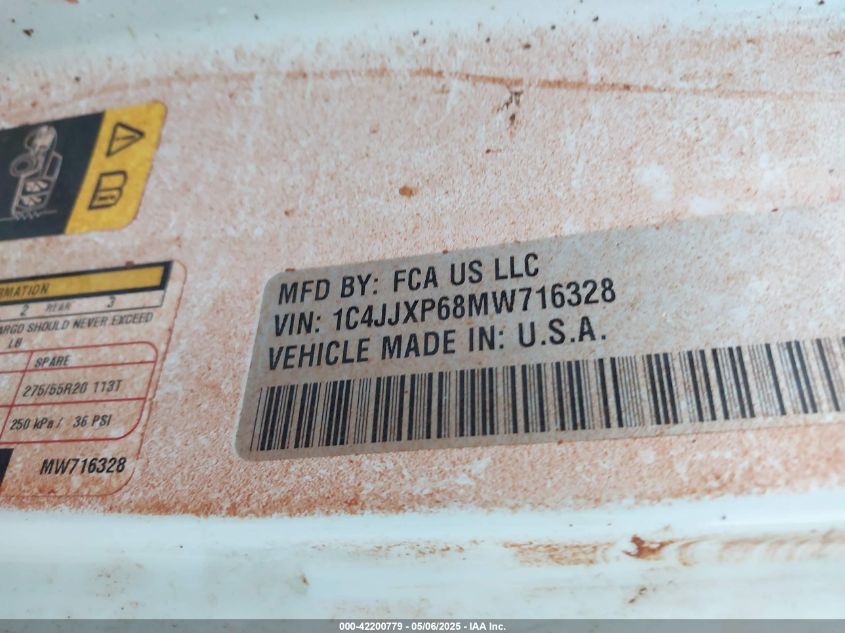 MFD BY: FCA US LLC
VIN: 1C4JJXP68MW716328
VEHICLE MADE IN: U.S.A.
RMATION
2 REAR 3
ARGO SHOULD NEVER EXCEED
LB
SPARE
275/55R20 113T
250 kPa / 36 PSI
MW716328
000-42200779 - 05/06/2025 - IAA Inc.